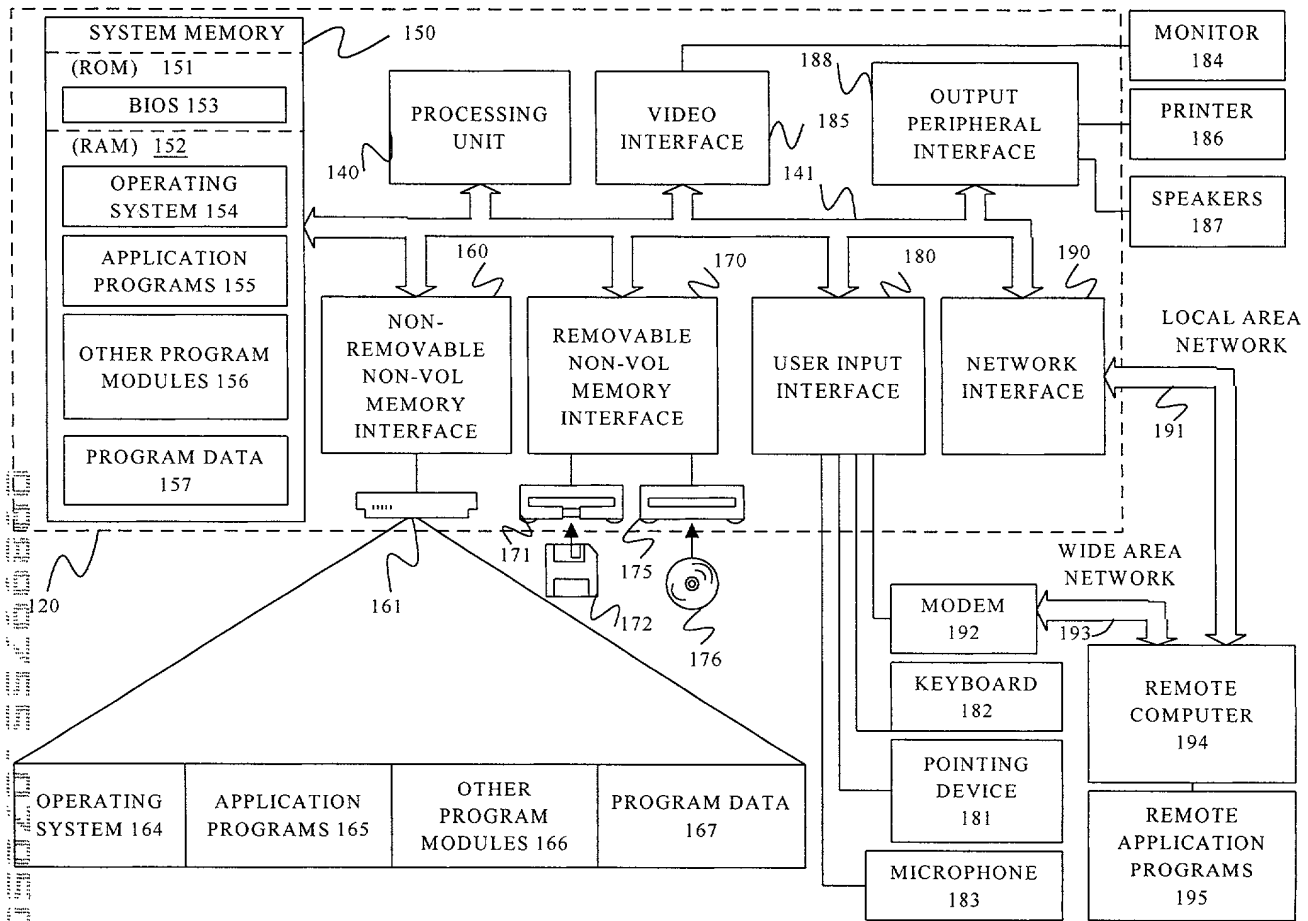 SYSTEM MEMORY
150
(ROM) 151
BIOS 153
(RAM) 152
OPERATING
SYSTEM 154
APPLICATION
PROGRAMS 155
OTHER PROGRAM
MODULES 156
PROGRAM DATA
157
120
PROCESSING
UNIT
140
VIDEO
INTERFACE
185
188
OUTPUT
PERIPHERAL
INTERFACE
141
MONITOR
184
PRINTER
186
SPEAKERS
187
160
NON-
REMOVABLE
NON-VOL
MEMORY
INTERFACE
170
REMOVABLE
NON-VOL
MEMORY
INTERFACE
180
USER INPUT
INTERFACE
190
NETWORK
INTERFACE
LOCAL AREA
NETWORK
191
161
171
172
175
176
WIDE AREA
NETWORK
MODEM
192
193
KEYBOARD
182
POINTING
DEVICE
181
MICROPHONE
183
REMOTE
COMPUTER
194
REMOTE
APPLICATION
PROGRAMS
195
OPERATING
SYSTEM 164
APPLICATION
PROGRAMS 165
OTHER
PROGRAM
MODULES 166
PROGRAM DATA
167